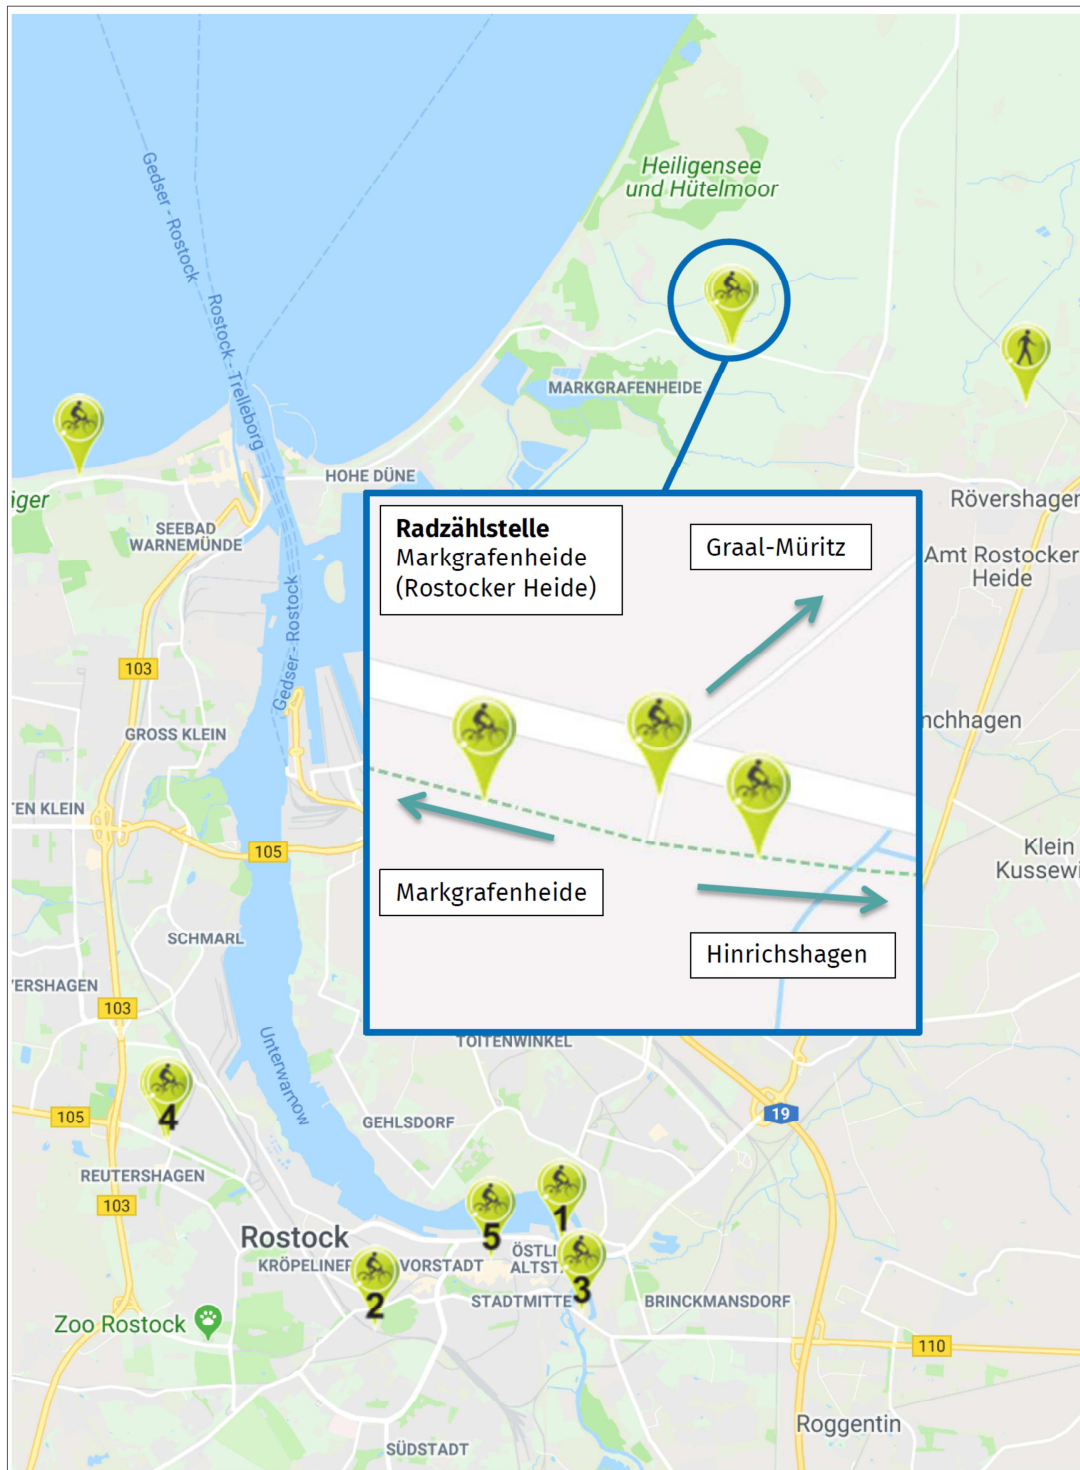 Heiligensee
und Hütelmoor
Gedser - Rostock
Rostock - Trelleborg
MARKGRAFENHEIDE
HOHE DÜNE
iger
SEEBAD
WARNEMÜNDE
Rövershagen
Radzählstelle
Markgrafenheide
(Rostocker Heide)
Graal-Müritz
Amt Rostocker
Heide
Gedser - Rostock
103
GROSS KLEIN
nchhagen
TEN KLEIN
105
Klein
Kussewi
Markgrafenheide
Hinrichshagen
SCHMARL
'ERSHAGEN
103
TOITENWINKEL
Unterwarnow
4
105
GEHLSDORF
19
REUTERSHAGEN
103
1
5
Rostock
ÖSTLI
ALTST
KRÖPELINER
VORSTADT
3
2
STADTMITTE
BRINCKMANSDORF
Zoo Rostock
110
Roggentin
SÜDSTADT